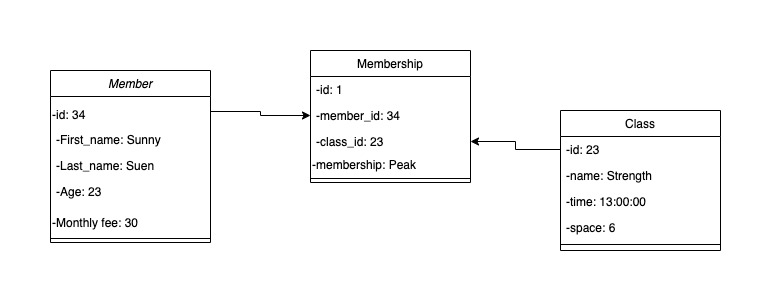 Member
-id: 34
-First_name: Sunny
-Last_name: Suen
-Age: 23
-Monthly fee: 30
Membership
-id: 1
-member_id: 34
-class_id: 23
-membership: Peak
Class
-id: 23
-name: Strength
-time: 13:00:00
-space: 6